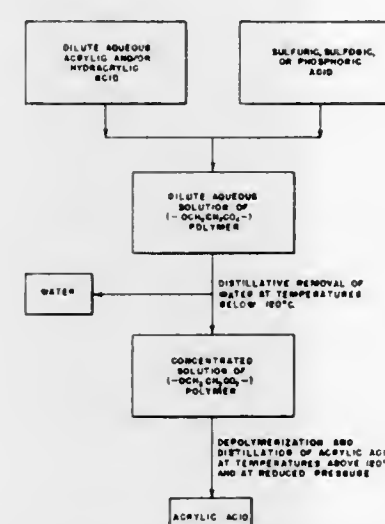 DILUTE AQUEOUS
ACRYLIC AND/OR
HYDRACRYLIC
ACID
SULFURIC, SULFONIC,
OR PHOSPHORIC
ACID
DILUTE AQUEOUS
SOLUTION OF
(-OCH₂CH₂CO₂-)
POLYMER
WATER
DISTILLATIVE REMOVAL OF
WATER AT TEMPERATURES
BELOW 120°C.
CONCENTRATED
SOLUTION OF
(-OCH₂CH₂CO₂-)
POLYMER
DEPOLYMERIZATION AND
DISTILLATION OF ACRYLIC ACI
AT TEMPERATURES ABOVE 120°
AND AT REDUCED PRESSURE
ACRYLIC ACID